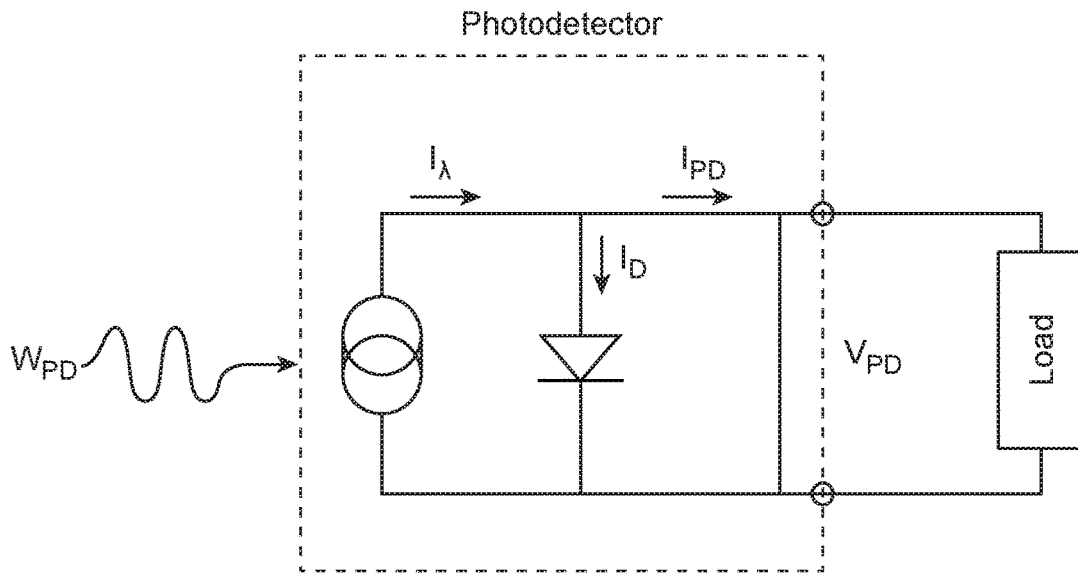 Photodetector
I_λ
I_PD
I_D
W_PD
V_PD
Load